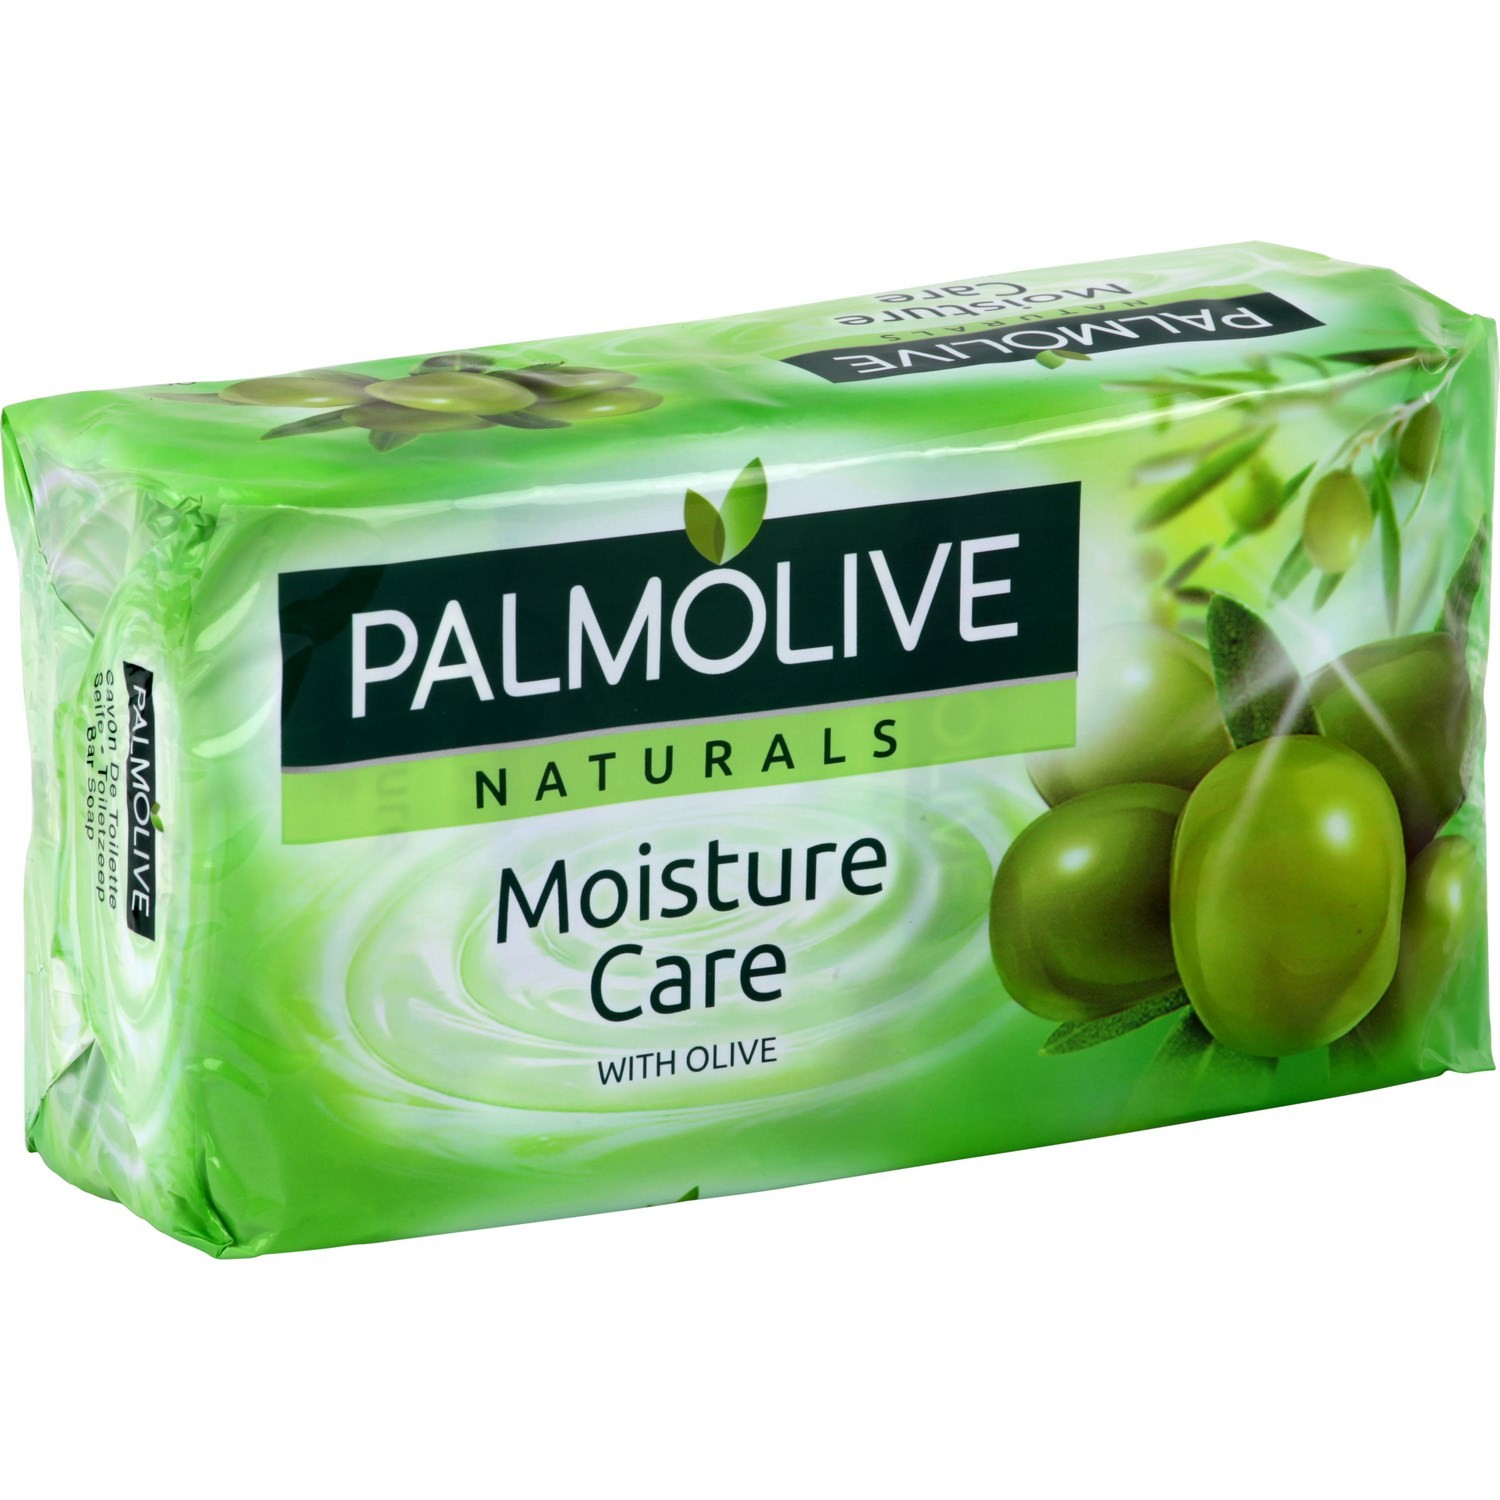 PALMOLIVE
NATURALS
Moisture
Care
WITH OLIVE
PALMOLIVE
NATURALS
Moisture
Care
PALMOLIVE
Savon De Toilette
Seife • Toiletzeep
Bar Soap